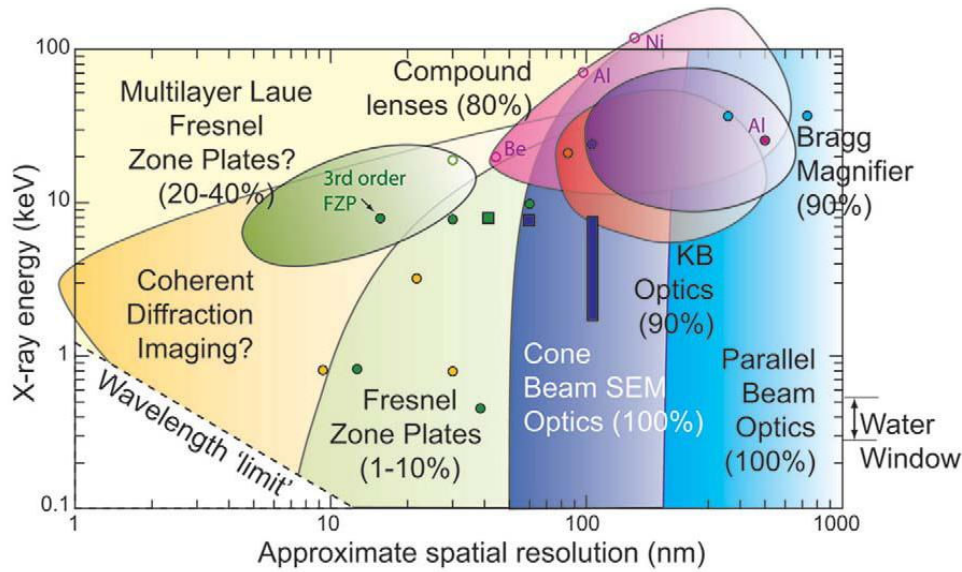 100
10
1
0.1
X-ray energy (keV)
1
10
100
1000
Approximate spatial resolution (nm)
Multilayer Laue
Fresnel
Zone Plates?
(20-40%)
Compound
lenses (80%)
Ni
Al
Be
Al
3rd order
FZP
Bragg
Magnifier
(90%)
KB
Optics
(90%)
Coherent
Diffraction
Imaging?
Wavelength 'limit'
Fresnel
Zone Plates
(1-10%)
Cone
Beam SEM
Optics (100%)
Parallel
Beam
Optics
(100%)
Water
Window